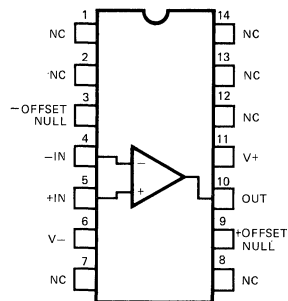 1
14
NC
NC
2
13
NC
NC
3
12
−OFFSET
NULL
NC
4
11
−IN
−
V+
5
10
+IN
+
OUT
6
9
V−
+OFFSET
NULL
7
8
NC
NC